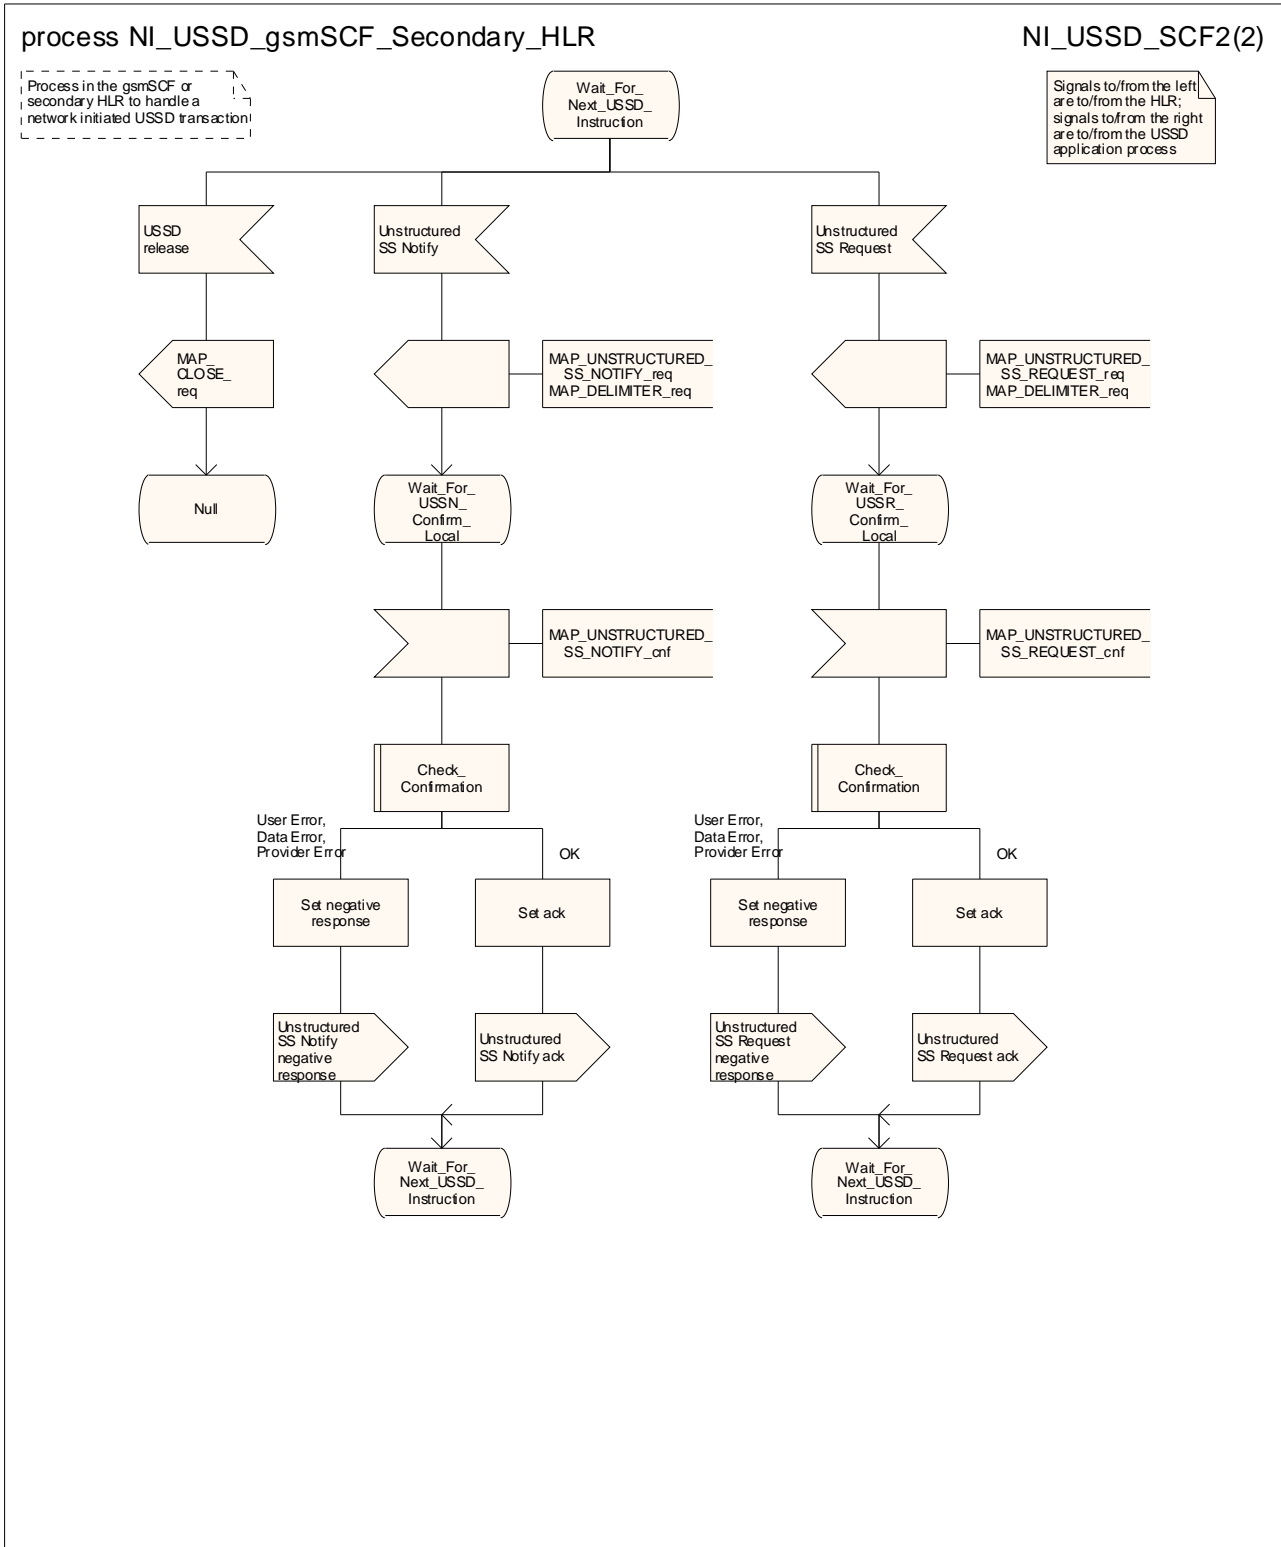 process NI_USSD_gsmSCF_Secondary_HLR
NI_USSD_SCF2(2)
Process in the gsmSCF or
secondary HLR to handle a
network initiated USSD transaction
Wait_For_
Next_USSD_
Instruction
Signals to/from the left
are to/from the HLR;
signals to/from the right
are to/from the USSD
application process
USSD
release
Unstructured
SS Notify
Unstructured
SS Request
MAP_
CLOSE_
req
MAP_UNSTRUCTURED_
SS_NOTIFY_req
MAP_DELIMITER_req
MAP_UNSTRUCTURED_
SS_REQUEST_req
MAP_DELIMITER_req
Null
Wait_For_
USSN_
Confirm_
Local
Wait_For_
USSR_
Confirm_
Local
MAP_UNSTRUCTURED_
SS_NOTIFY_cnf
MAP_UNSTRUCTURED_
SS_REQUEST_cnf
Check_
Confirmation
Check_
Confirmation
User Error,
Data Error,
Provider Error
OK
User Error,
Data Error,
Provider Error
OK
Set negative
response
Set ack
Set negative
response
Set ack
Unstructured
SS Notify
negative
response
Unstructured
SS Notify ack
Unstructured
SS Request
negative
response
Unstructured
SS Request ack
Wait_For_
Next_USSD_
Instruction
Wait_For_
Next_USSD_
Instruction